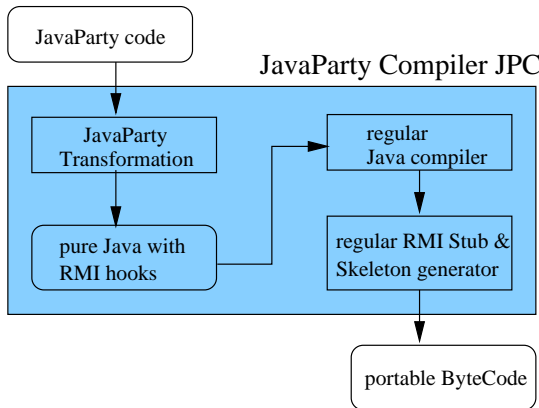 JavaParty code
JavaParty Compiler JPC
JavaParty
Transformation
regular
Java compiler
pure Java with
RMI hooks
regular RMI Stub &
Skeleton generator
portable ByteCode